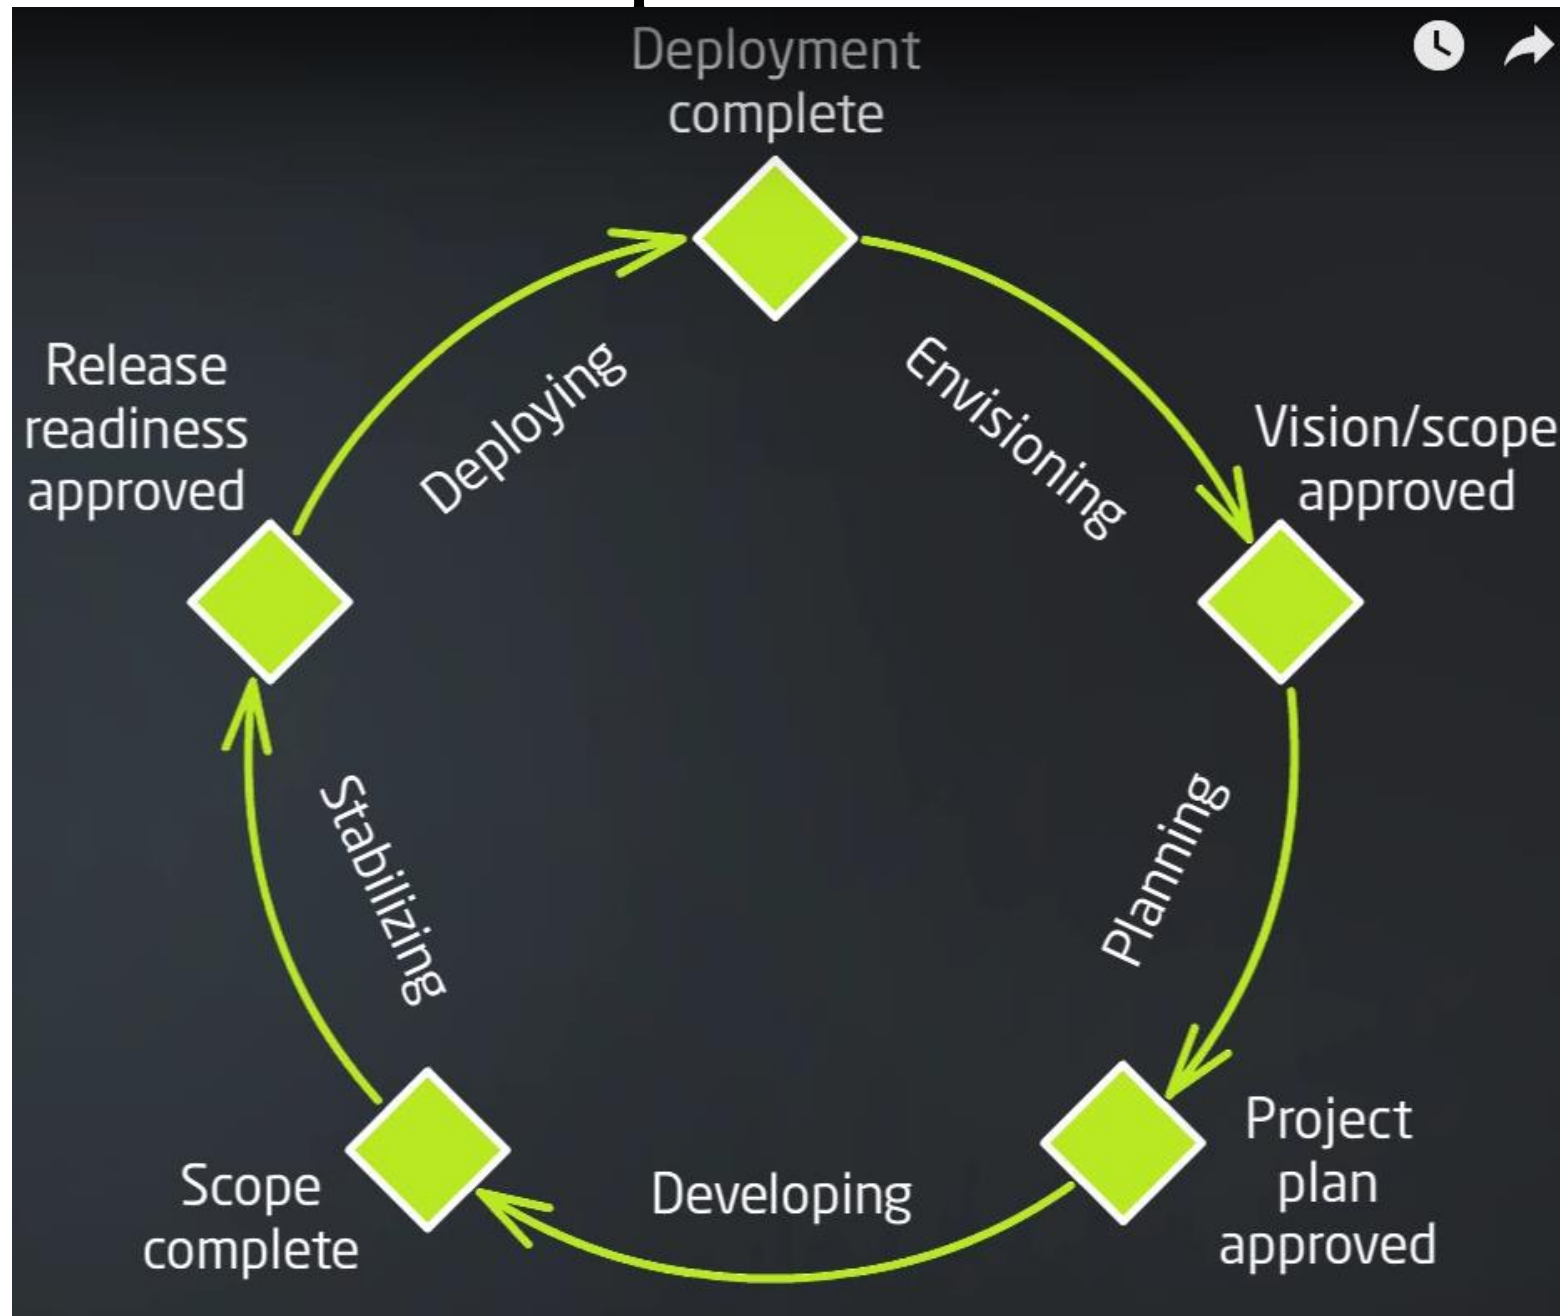 Deployment
complete
Envisioning
Vision/scope
approved
Planning
Project
plan
approved
Developing
Scope
complete
Stabilizing
Release
readiness
approved
Deploying